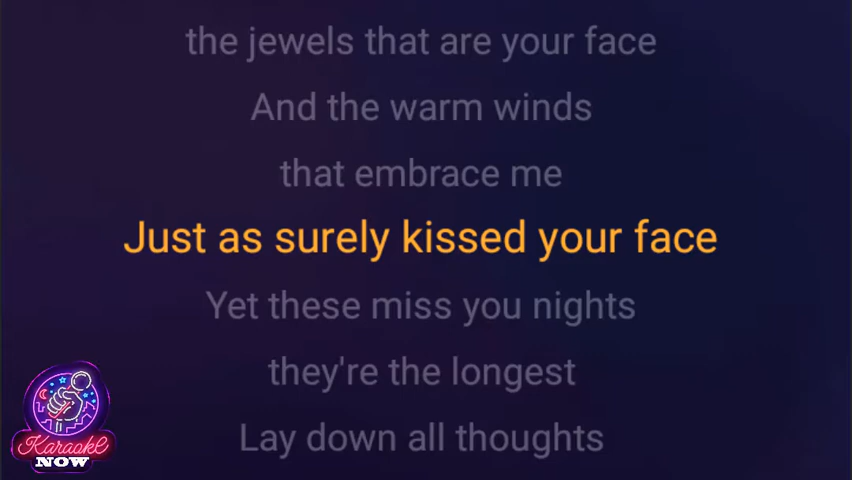 the jewels that are your face
And the warm winds
that embrace me
Just as surely kissed your face
Yet these miss you nights
they're the longest
Lay down all thoughts
Karaoke
NOW